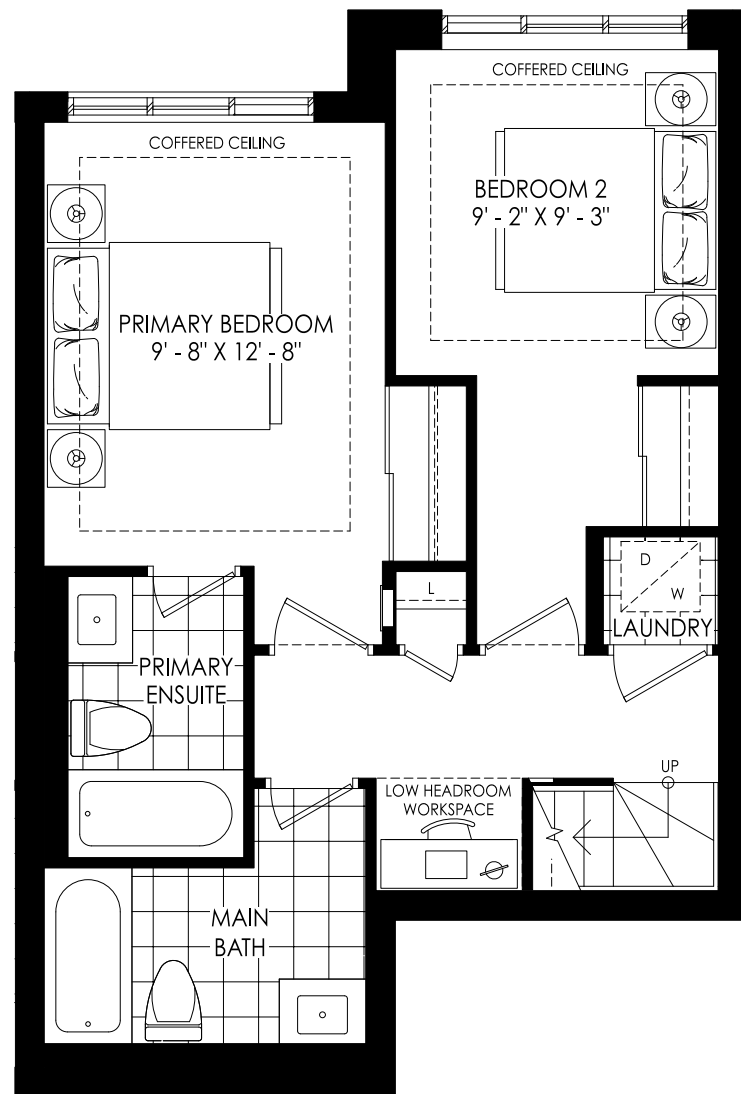 COFFERED CEILING
COFFERED CEILING
BEDROOM 2
9' - 2" X 9' - 3"
PRIMARY BEDROOM
9' - 8" X 12' - 8"
D
W
L
LAUNDRY
PRIMARY
ENSUITE
UP
LOW HEADROOM
WORKSPACE
MAIN
BATH